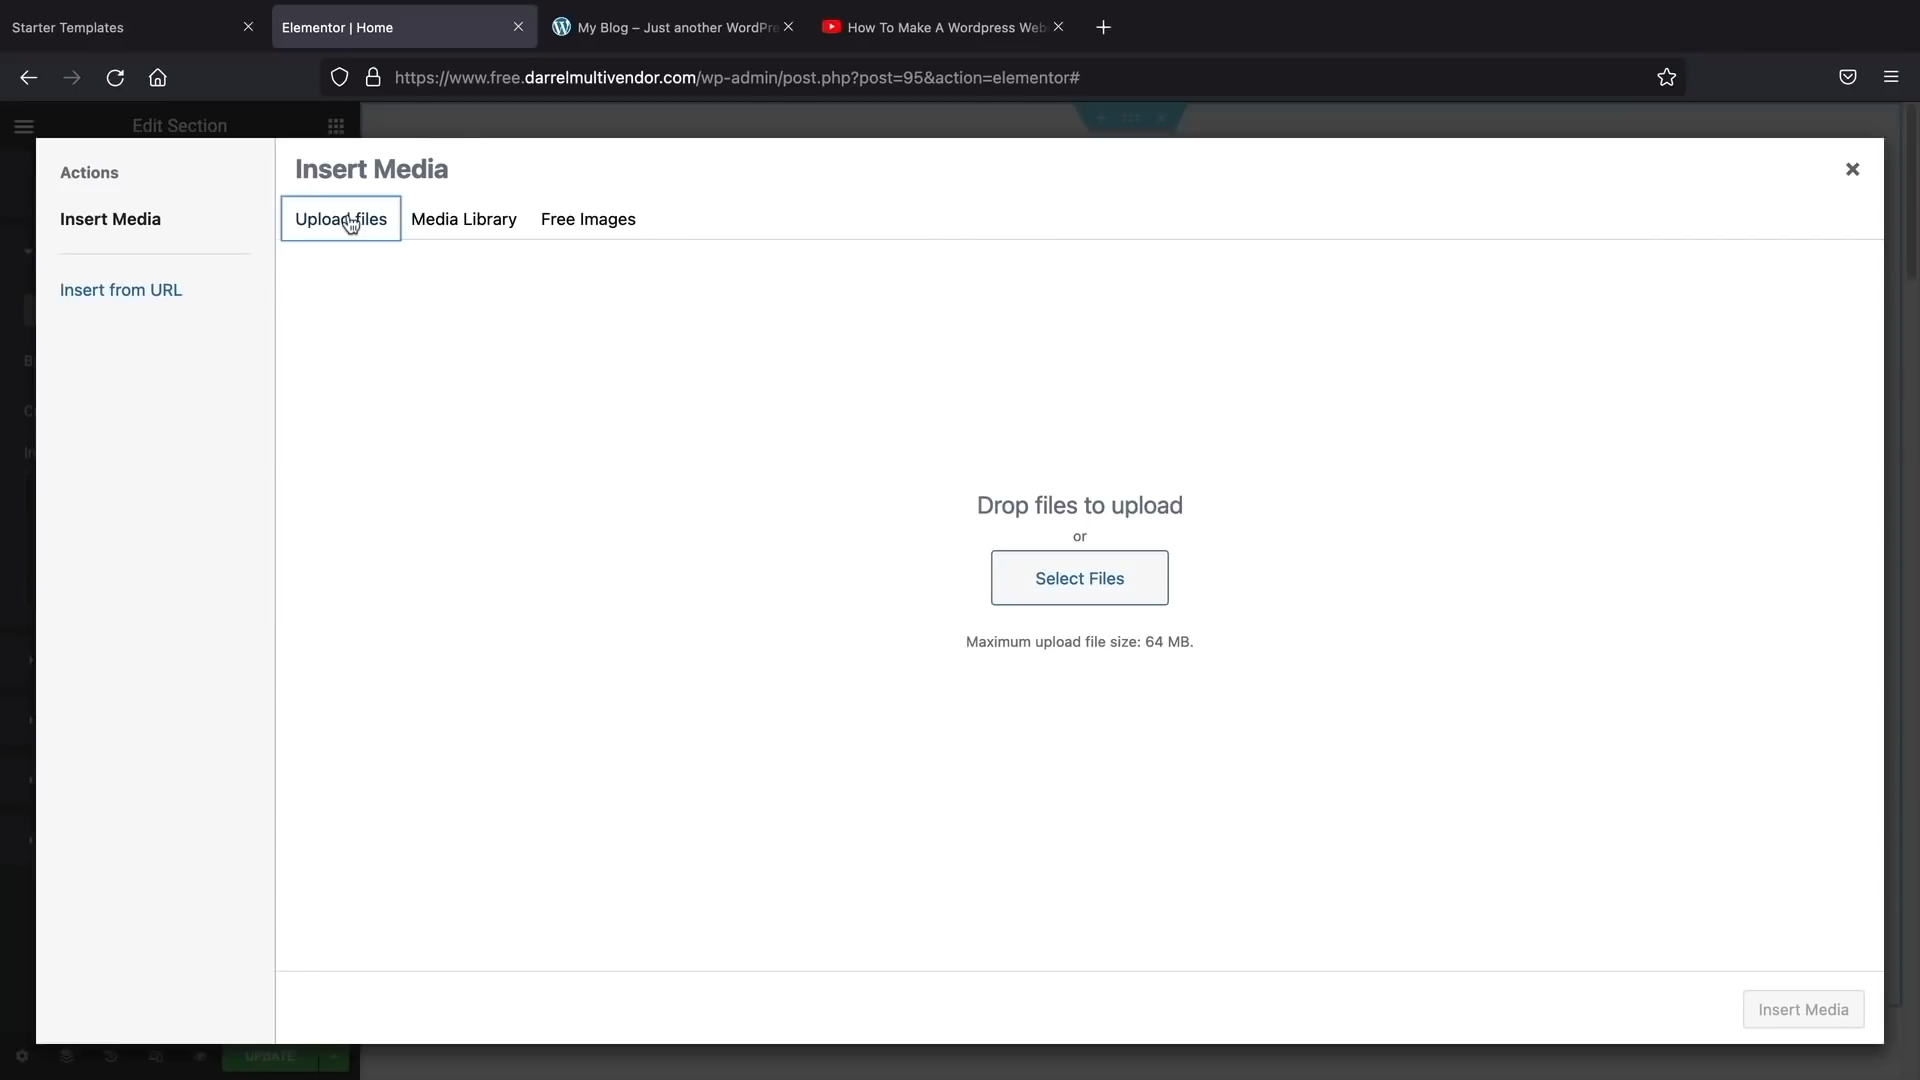 Starter Templates
Elementor | Home
My Blog – Just another WordPre
How To Make A Wordpress Web
https://www.free.darrelmultivendor.com/wp-admin/post.php?post=95&action=elementor#
Edit Section
Actions
Insert Media
Insert from URL
Insert Media
Upload files
Media Library
Free Images
Drop files to upload
or
Select Files
Maximum upload file size: 64 MB.
Insert Media
UPDATE